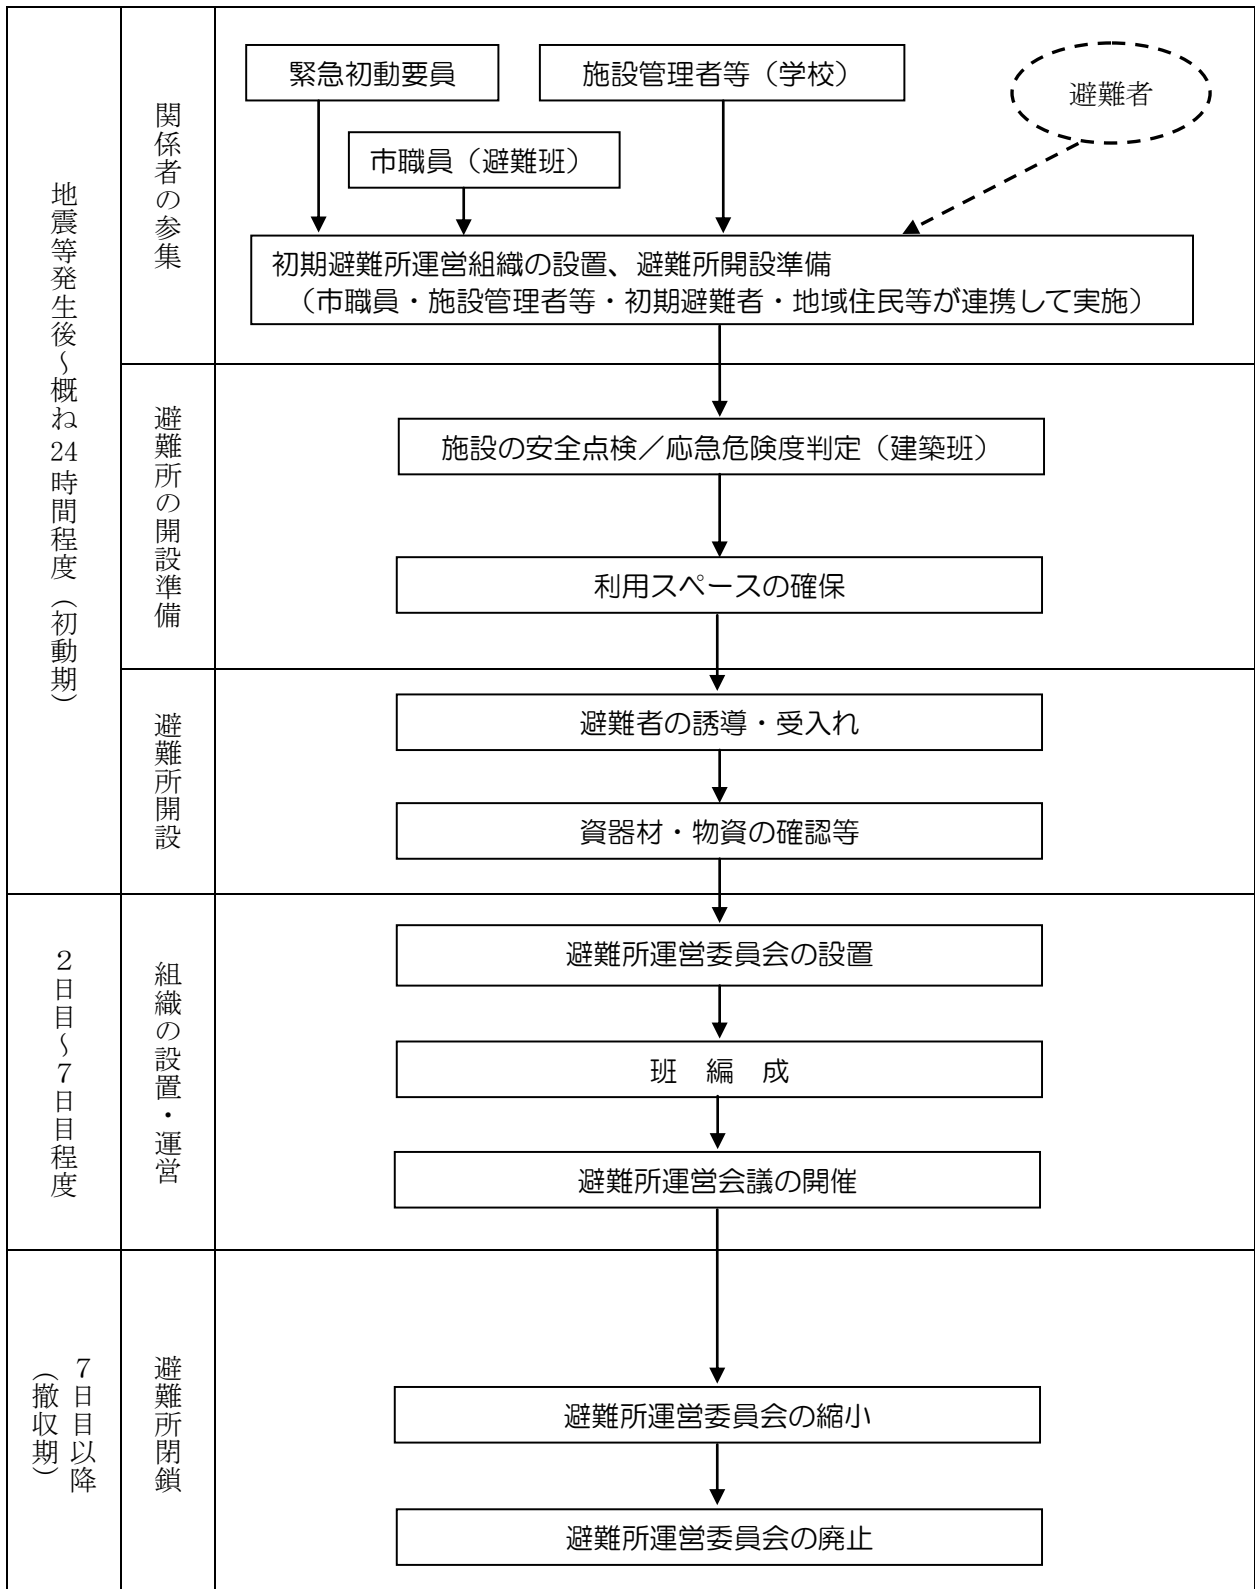 地震等発生後～概ね24時間程度（初動期）
関係者の参集
緊急初動要員
施設管理者等（学校）
避難者
市職員（避難班）
初期避難所運営組織の設置、避難所開設準備
（市職員・施設管理者等・初期避難者・地域住民等が連携して実施）
避難所の開設準備
施設の安全点検／応急危険度判定（建築班）
利用スペースの確保
避難所開設
避難者の誘導・受入れ
資器材・物資の確認等
２日目～７日目程度
組織の設置・運営
避難所運営委員会の設置
班　編　成
避難所運営会議の開催
７日目以降
（撤収期）
避難所閉鎖
避難所運営委員会の縮小
避難所運営委員会の廃止